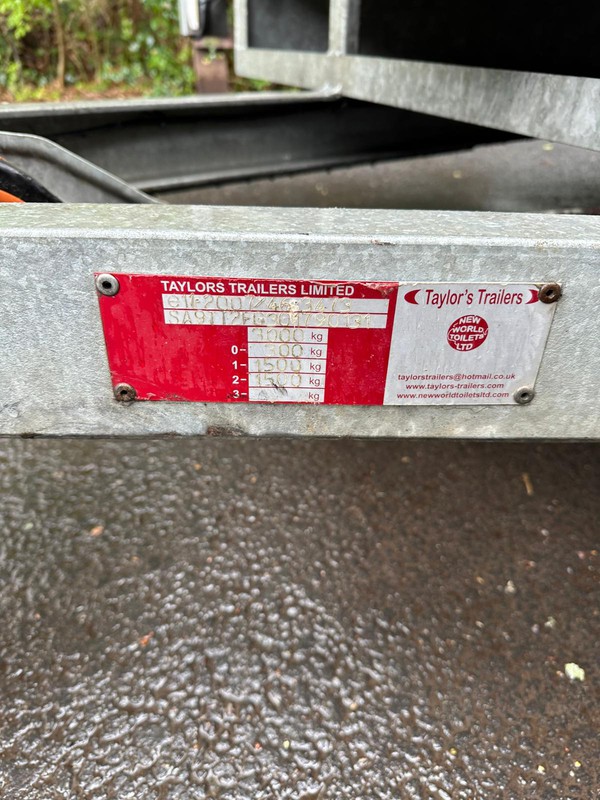 TAYLORS TRAILERS LIMITED
kg
0- kg
1- 1500 kg
2- kg
3- kg
Taylor's Trailers
NEW
WORLD
TOILETS
LTD
taylorstrailers@hotmail.co.uk
www.taylors-trailers.com
www.newworldtoiletsltd.com